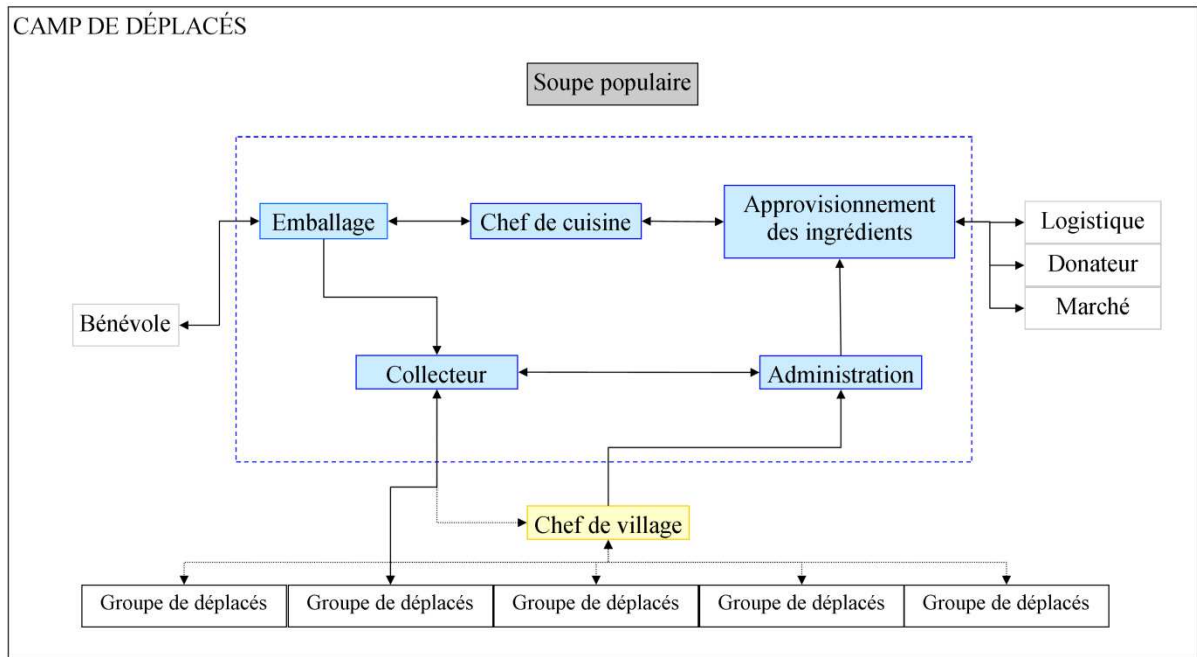 CAMP DE DÉPLACÉS
Soupe populaire
Emballage
Chef de cuisine
Approvisionnement
des ingrédients
Logistique
Donateur
Marché
Bénévole
Collecteur
Administration
Chef de village
Groupe de déplacés
Groupe de déplacés
Groupe de déplacés
Groupe de déplacés
Groupe de déplacés